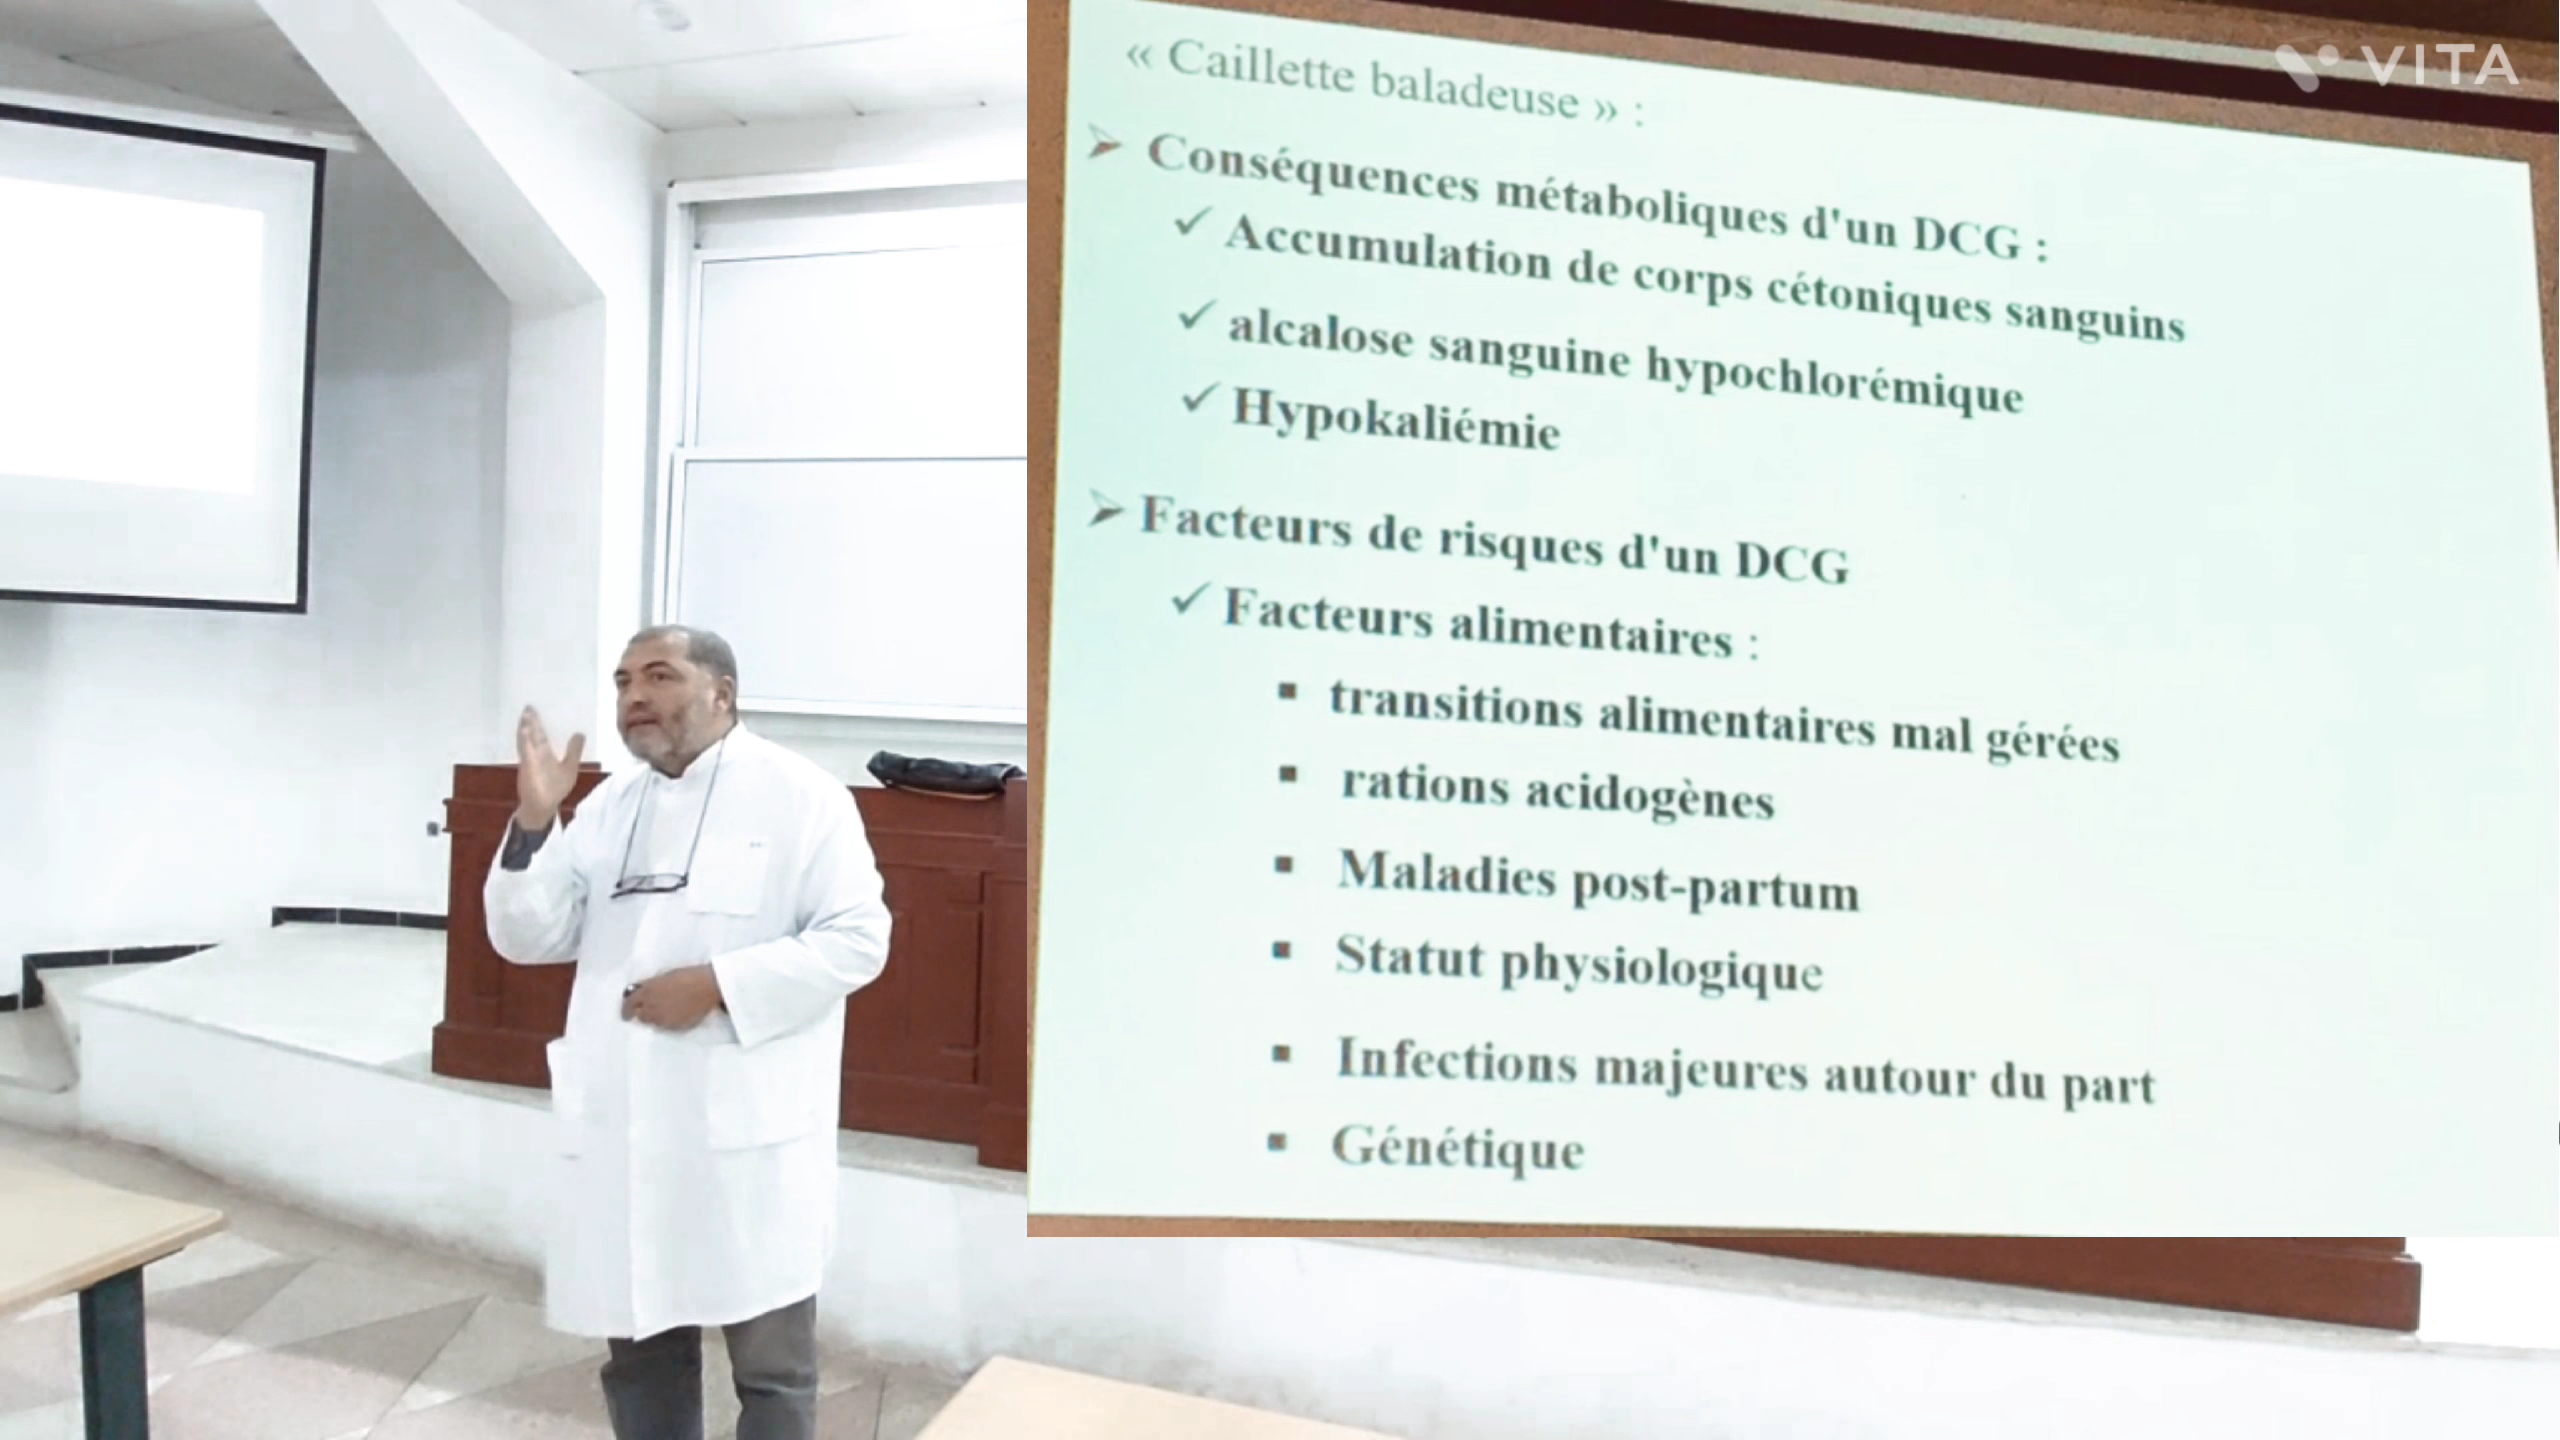 VITA
« Caillette baladeuse » :
➢ Conséquences métaboliques d'un DCG :
✓ Accumulation de corps cétoniques sanguins
✓ alcalose sanguine hypochlorémique
✓ Hypokaliémie
➢ Facteurs de risques d'un DCG
✓ Facteurs alimentaires :
▪ transitions alimentaires mal gérées
▪ rations acidogènes
▪ Maladies post-partum
▪ Statut physiologique
▪ Infections majeures autour du part
▪ Génétique